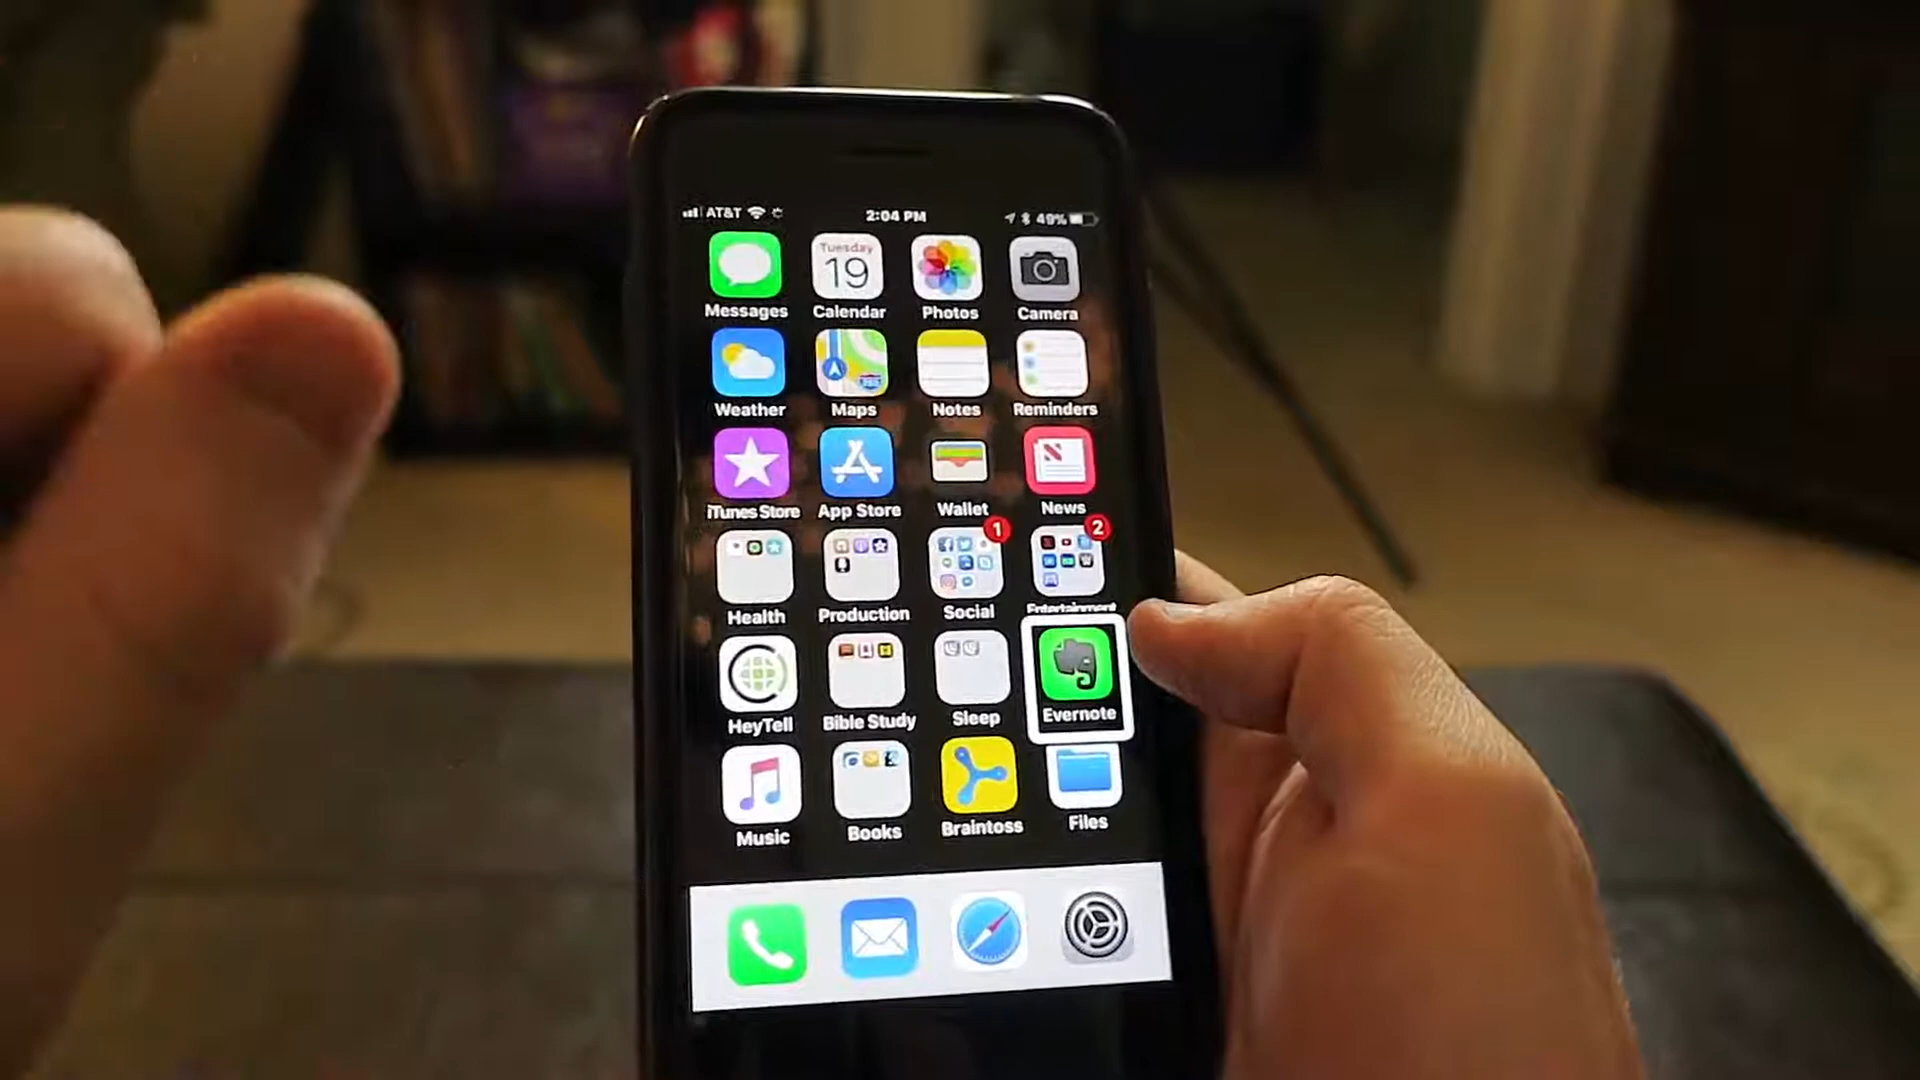 AT&T 2:04 PM 49%
Tuesday
19
Messages Calendar Photos Camera
Weather Maps Notes Reminders
iTunes Store App Store Wallet News
1 2
Health Production Social Entertainment
HeyTell Bible Study Sleep Evernote
Music Books Braintoss Files